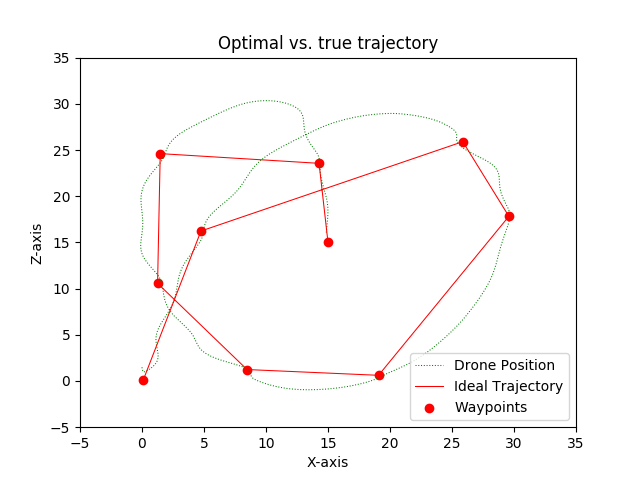 Optimal vs. true trajectory
Z-axis
35
30
25
20
15
10
5
0
−5
−5 0 5 10 15 20 25 30 35
X-axis
Drone Position
Ideal Trajectory
Waypoints